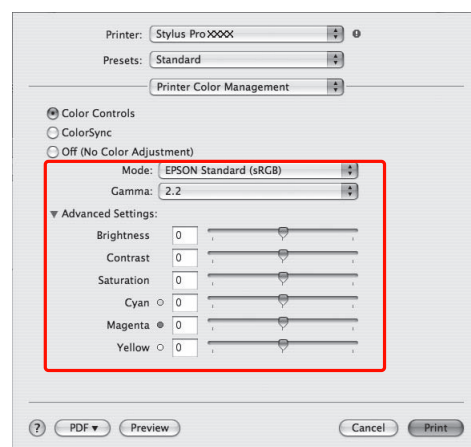 Printer: Stylus Pro XXXX
Presets: Standard
Printer Color Management
Color Controls
ColorSync
Off (No Color Adjustment)
Mode: EPSON Standard (sRGB)
Gamma: 2.2
Advanced Settings:
Brightness 0
Contrast 0
Saturation 0
Cyan 0
Magenta 0
Yellow 0
? PDF Preview Cancel Print